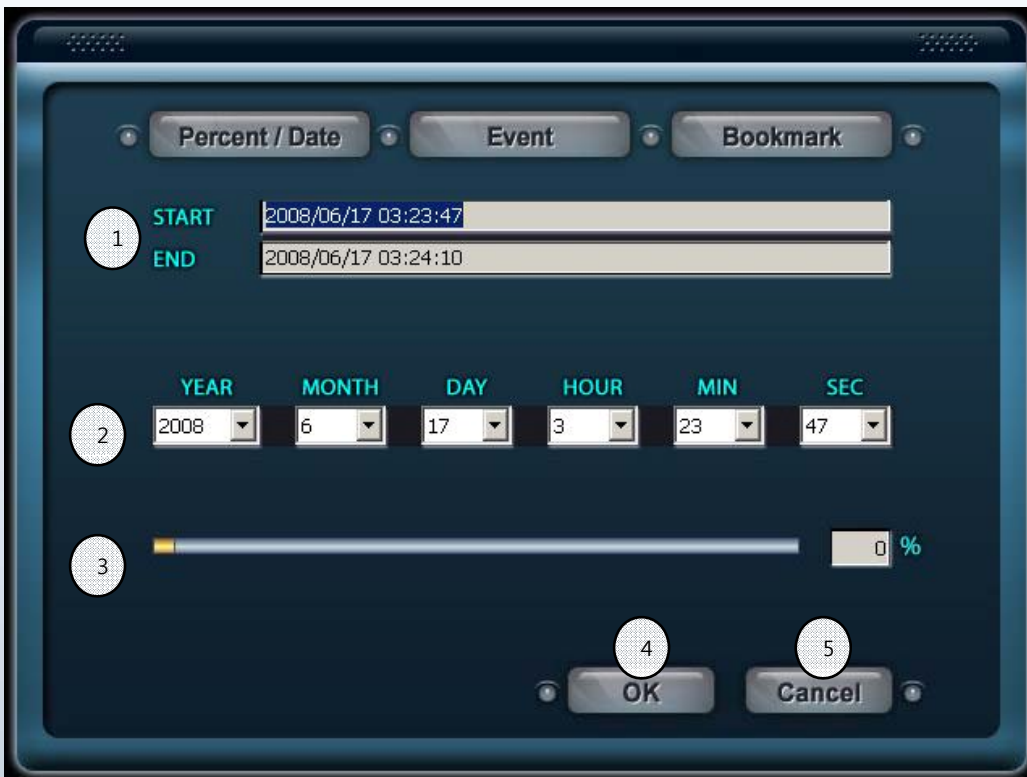 Percent / Date Event Bookmark
1
START 2008/06/17 03:23:47
END 2008/06/17 03:24:10
YEAR MONTH DAY HOUR MIN SEC
2 2008 6 17 3 23 47
3 0 %
4 5
OK Cancel